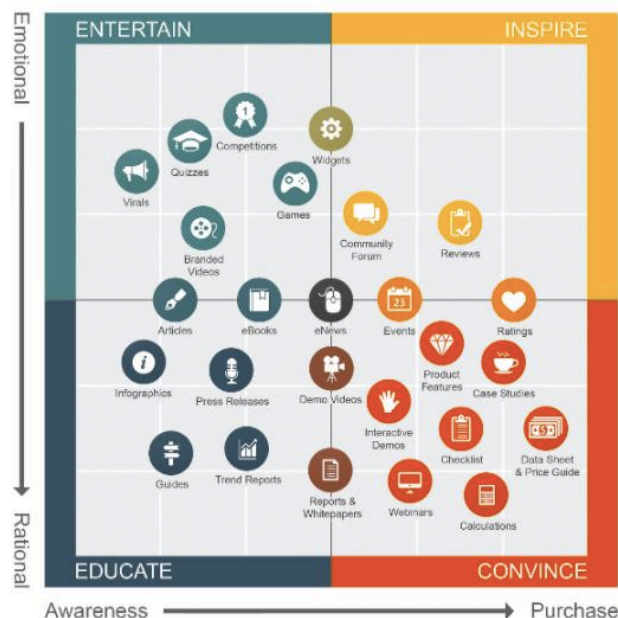 Emotional
Rational
ENTERTAIN
INSPIRE
1
Competitions
Widgets
Quizzes
Virals
Games
Branded
Videos
Community
Forum
Reviews
23
Articles
eBooks
eNews
Events
Ratings
i
Infographics
Press Releases
Demo Videos
Product
Features
Case Studies
Interactive
Demos
Checklist
$
Data Sheet
& Price Guide
Guides
Trend Reports
Reports &
Whitepapers
Webinars
Calculations
EDUCATE
CONVINCE
Awareness
Purchase